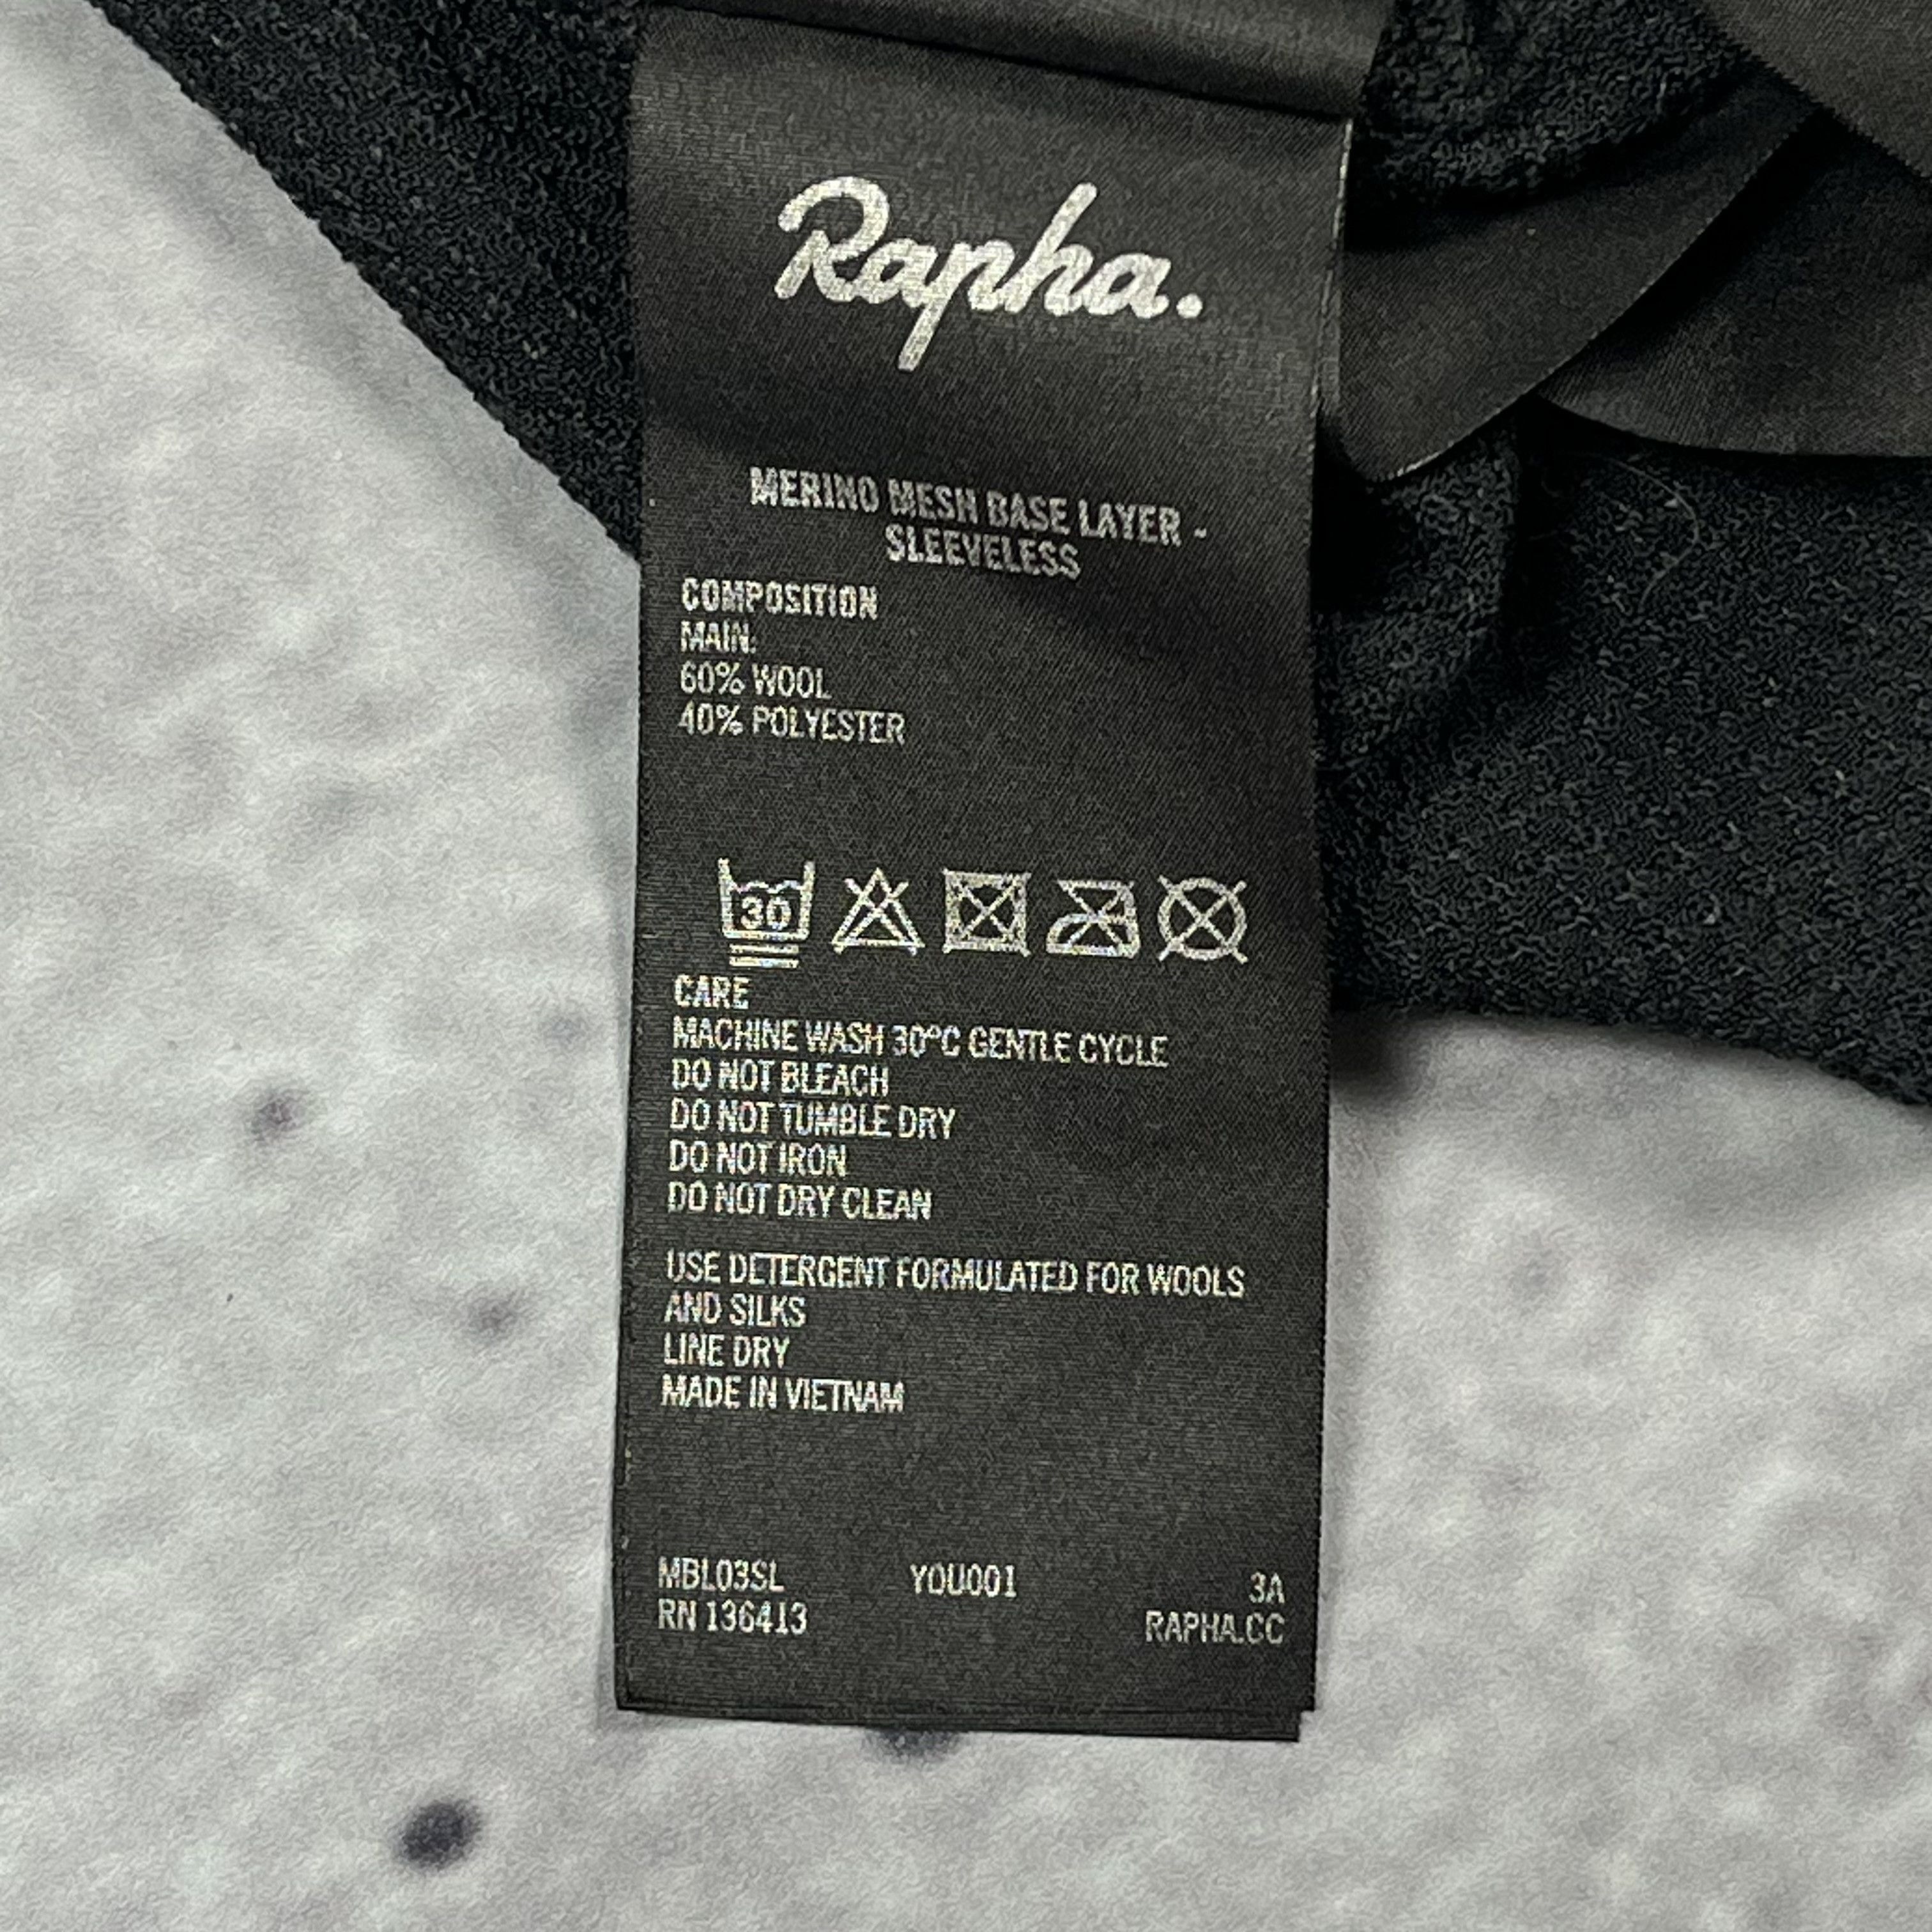 Rapha.
MERINO MESH BASE LAYER -
SLEEVELESS
COMPOSITION
MAIN:
60% WOOL
40% POLYESTER
30
CARE
MACHINE WASH 30°C GENTLE CYCLE
DO NOT BLEACH
DO NOT TUMBLE DRY
DO NOT IRON
DO NOT DRY CLEAN
USE DETERGENT FORMULATED FOR WOOLS
AND SILKS
LINE DRY
MADE IN VIETNAM
MBL03SL YOU001 3A
RN 136413 RAPHA.CC